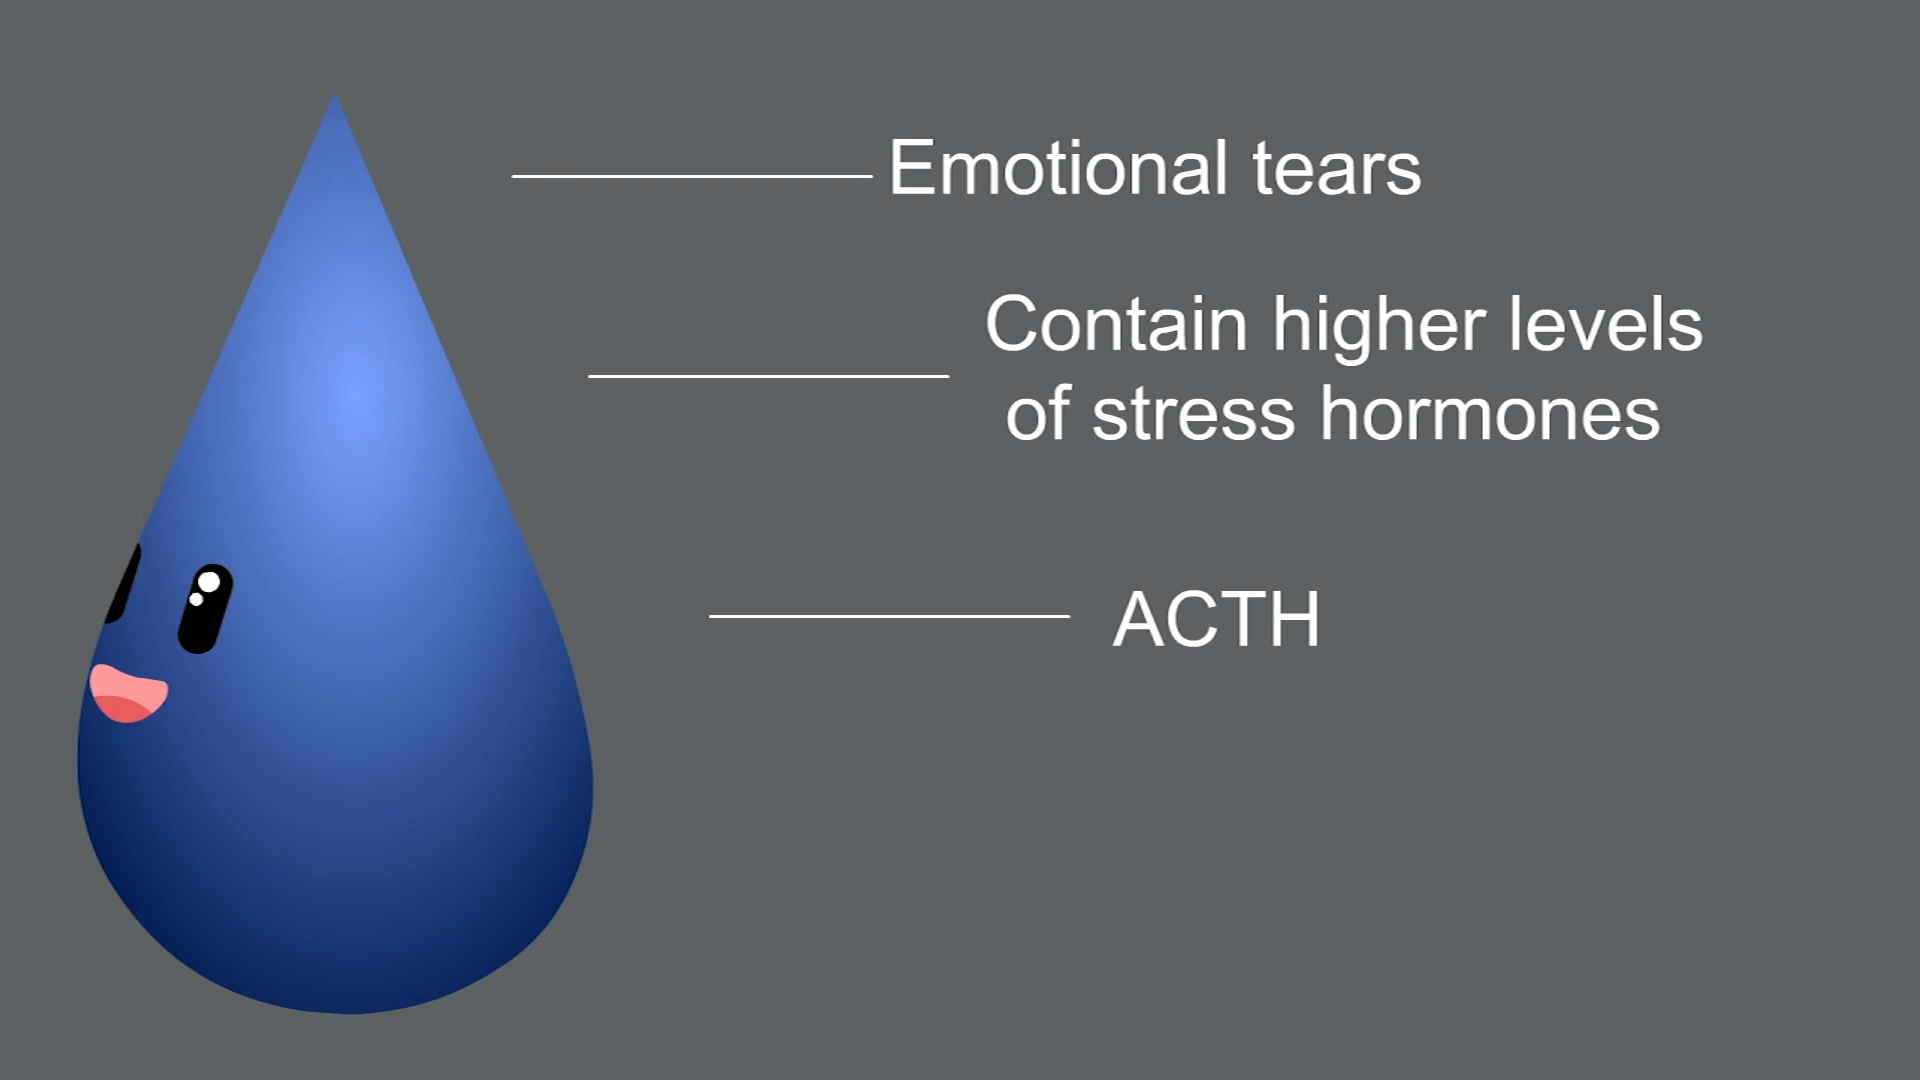 Emotional tears
Contain higher levels
of stress hormones
ACTH